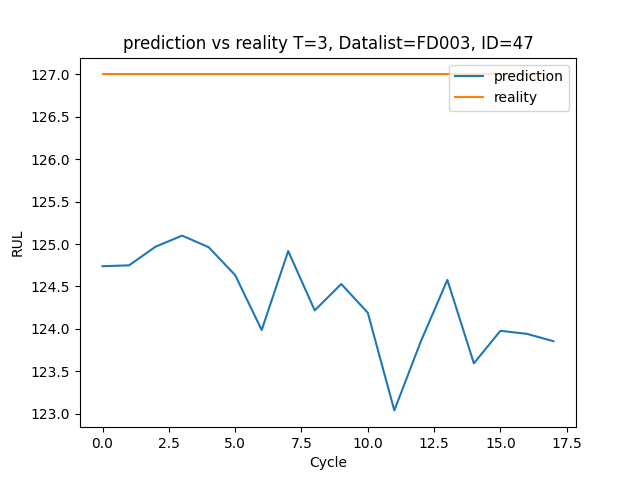 prediction vs reality T=3, Datalist=FD003, ID=47
127.0
126.5
126.0
125.5
125.0
124.5
124.0
123.5
123.0
RUL
prediction
reality
0.0 2.5 5.0 7.5 10.0 12.5 15.0 17.5
Cycle